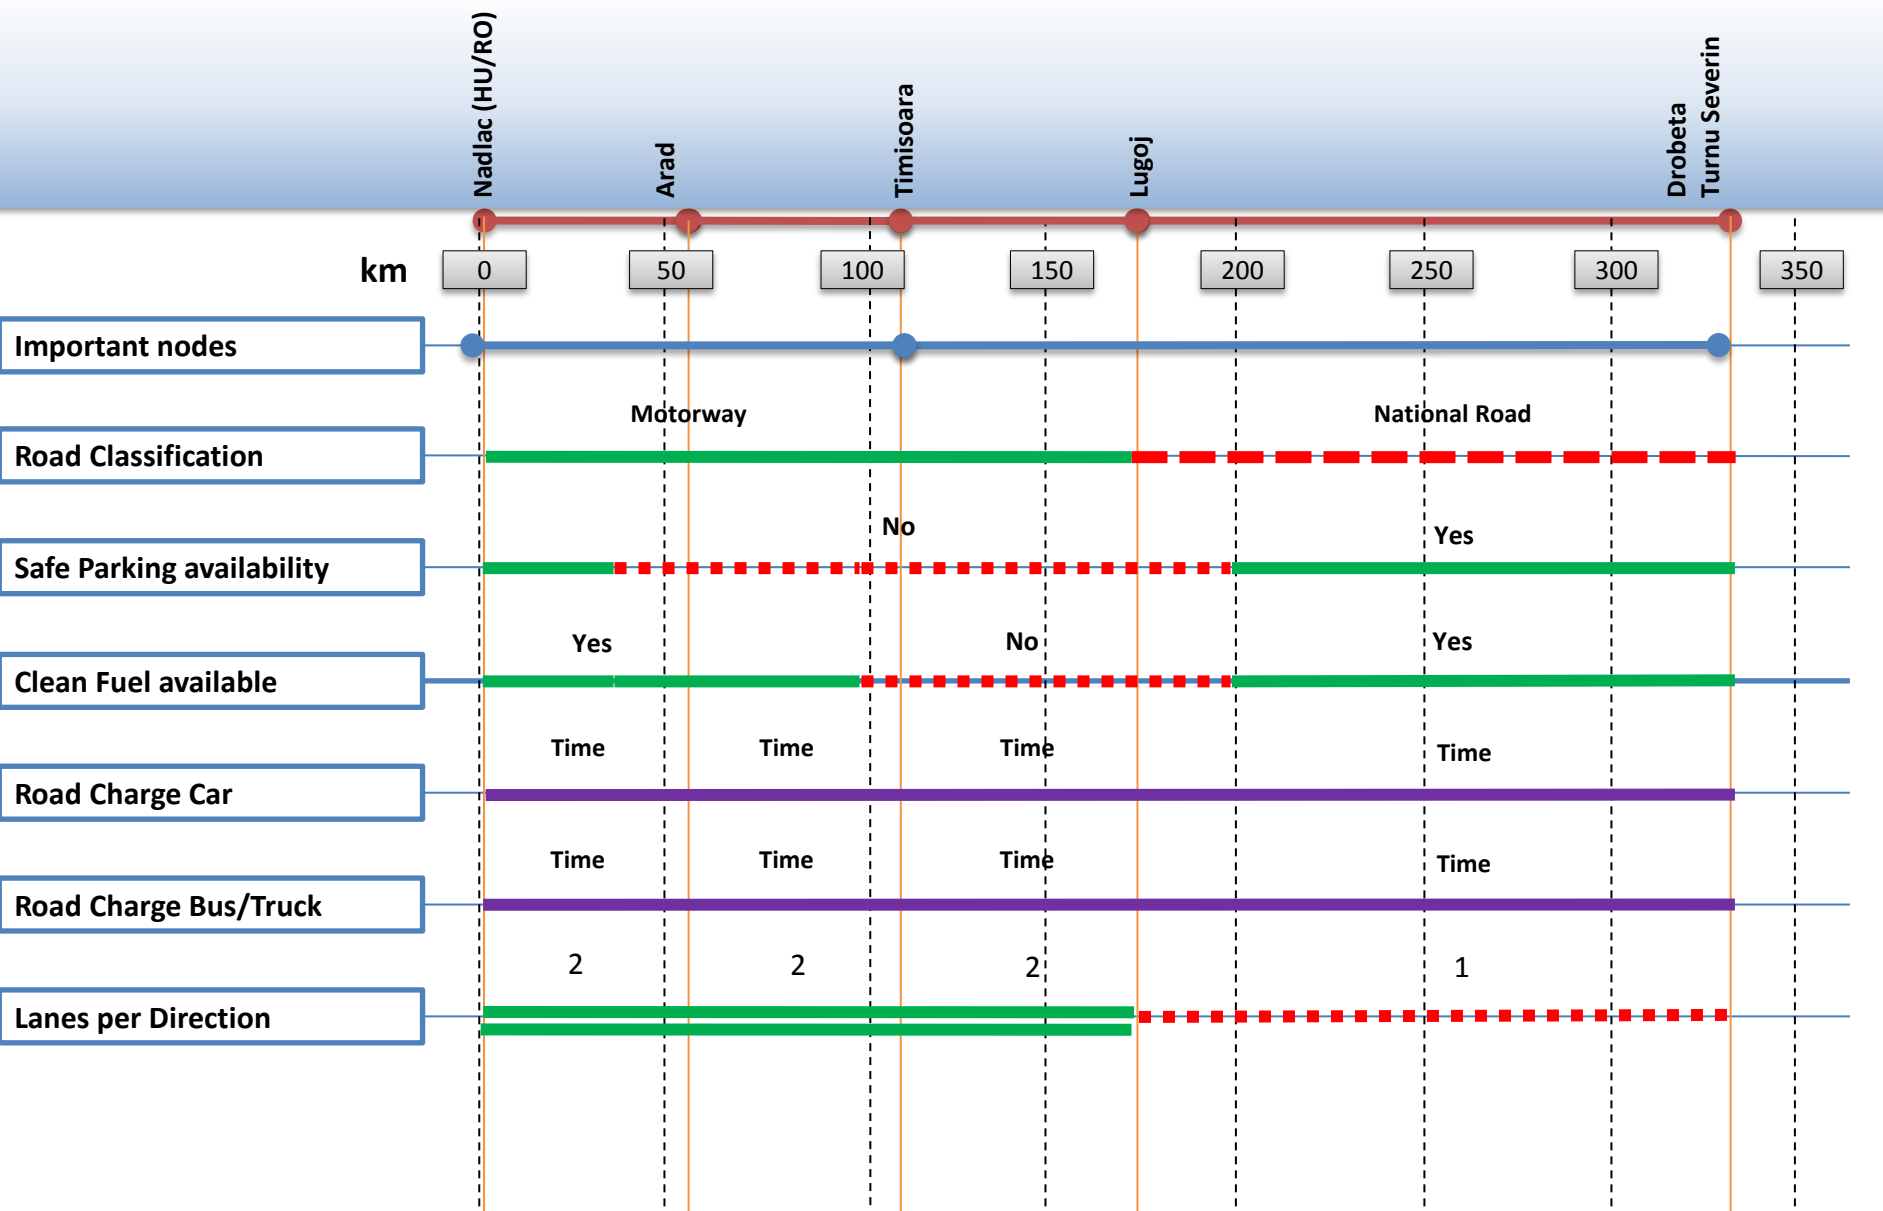 Nadlac (HU/RO)
Arad
Timisoara
Lugoj
Drobeta
Turnu Severin
km 0 50 100 150 200 250 300 350
Important nodes
Motorway National Road
Road Classification
No Yes
Safe Parking availability
Yes No Yes
Clean Fuel available
Time Time Time Time
Road Charge Car
Time Time Time Time
Road Charge Bus/Truck
2 2 2 1
Lanes per Direction